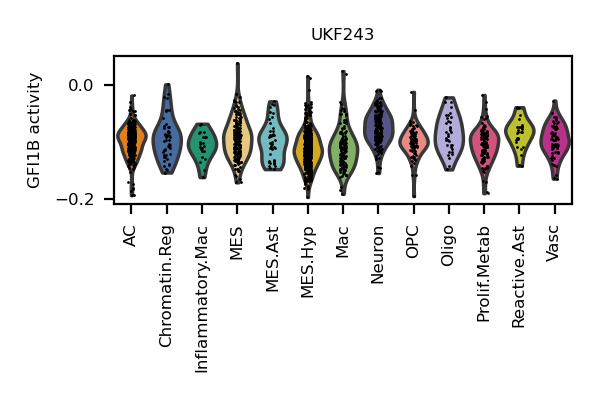 UKF243
GFI1B activity
0.0
−0.2
AC
Chromatin.Reg
Inflammatory.Mac
MES
MES.Ast
MES.Hyp
Mac
Neuron
OPC
Oligo
Prolif.Metab
Reactive.Ast
Vasc